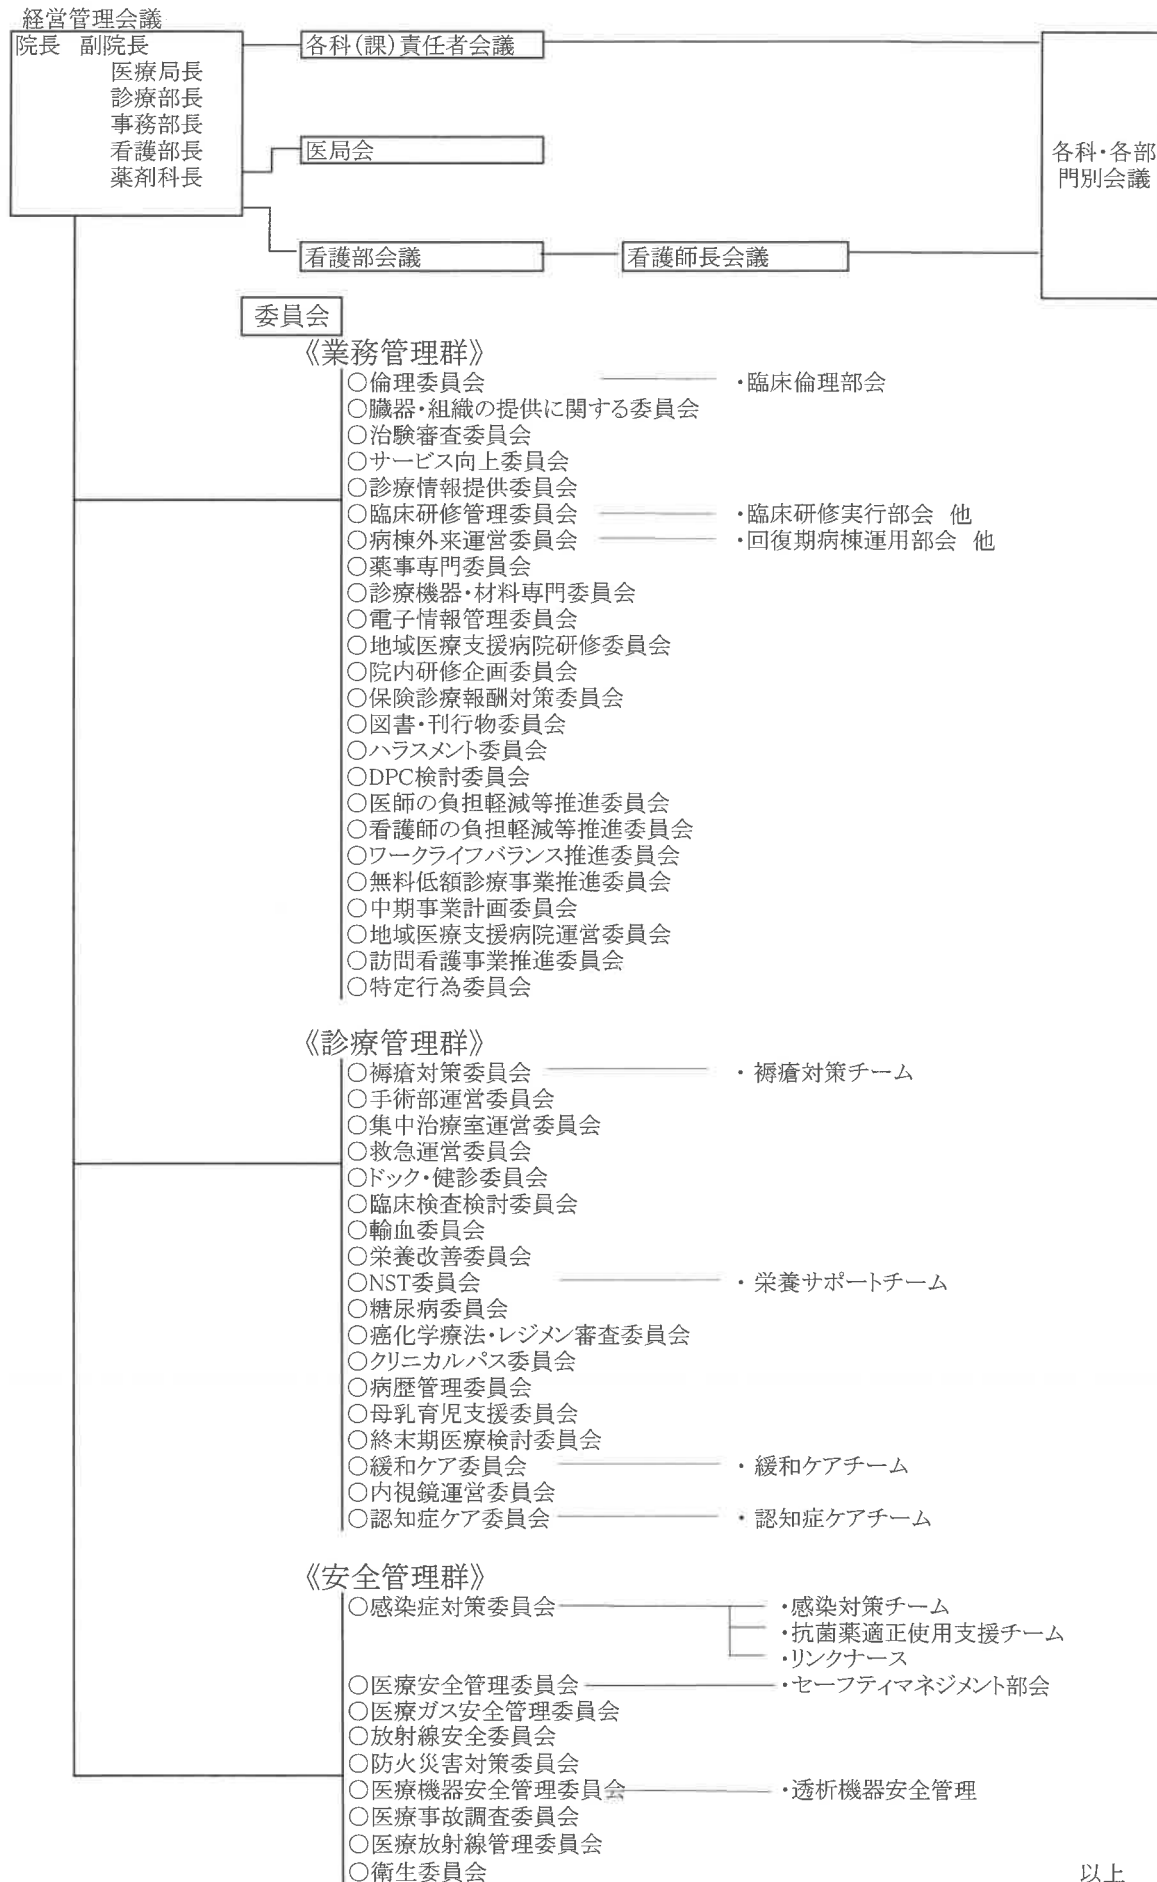 経営管理会議
院長 副院長
医療局長
診療部長
事務部長
看護部長
薬剤科長
各科(課)責任者会議
医局会
看護部会議
看護師長会議
各科・各部
門別会議
委員会
《業務管理群》
○倫理委員会 ・臨床倫理部会
○臓器・組織の提供に関する委員会
○治験審査委員会
○サービス向上委員会
○診療情報提供委員会
○臨床研修管理委員会 ・臨床研修実行部会 他
○病棟外来運営委員会 ・回復期病棟運用部会 他
○薬事専門委員会
○診療機器・材料専門委員会
○電子情報管理委員会
○地域医療支援病院研修委員会
○院内研修企画委員会
○保険診療報酬対策委員会
○図書・刊行物委員会
○ハラスメント委員会
○DPC検討委員会
○医師の負担軽減等推進委員会
○看護師の負担軽減等推進委員会
○ワークライフバランス推進委員会
○無料低額診療事業推進委員会
○中期事業計画委員会
○地域医療支援病院運営委員会
○訪問看護事業推進委員会
○特定行為委員会
《診療管理群》
○褥瘡対策委員会 ・褥瘡対策チーム
○手術部運営委員会
○集中治療室運営委員会
○救急運営委員会
○ドック・健診委員会
○臨床検査検討委員会
○輸血委員会
○栄養改善委員会
○NST委員会 ・栄養サポートチーム
○糖尿病委員会
○癌化学療法・レジメン審査委員会
○クリニカルパス委員会
○病歴管理委員会
○母乳育児支援委員会
○終末期医療検討委員会
○緩和ケア委員会 ・緩和ケアチーム
○内視鏡運営委員会
○認知症ケア委員会 ・認知症ケアチーム
《安全管理群》
○感染症対策委員会 ・感染対策チーム
・抗菌薬適正使用支援チーム
・リンクナース
○医療安全管理委員会 ・セーフティマネジメント部会
○医療ガス安全管理委員会
○放射線安全委員会
○防火災害対策委員会
○医療機器安全管理委員会 ・透析機器安全管理
○医療事故調査委員会
○医療放射線管理委員会
○衛生委員会
以上